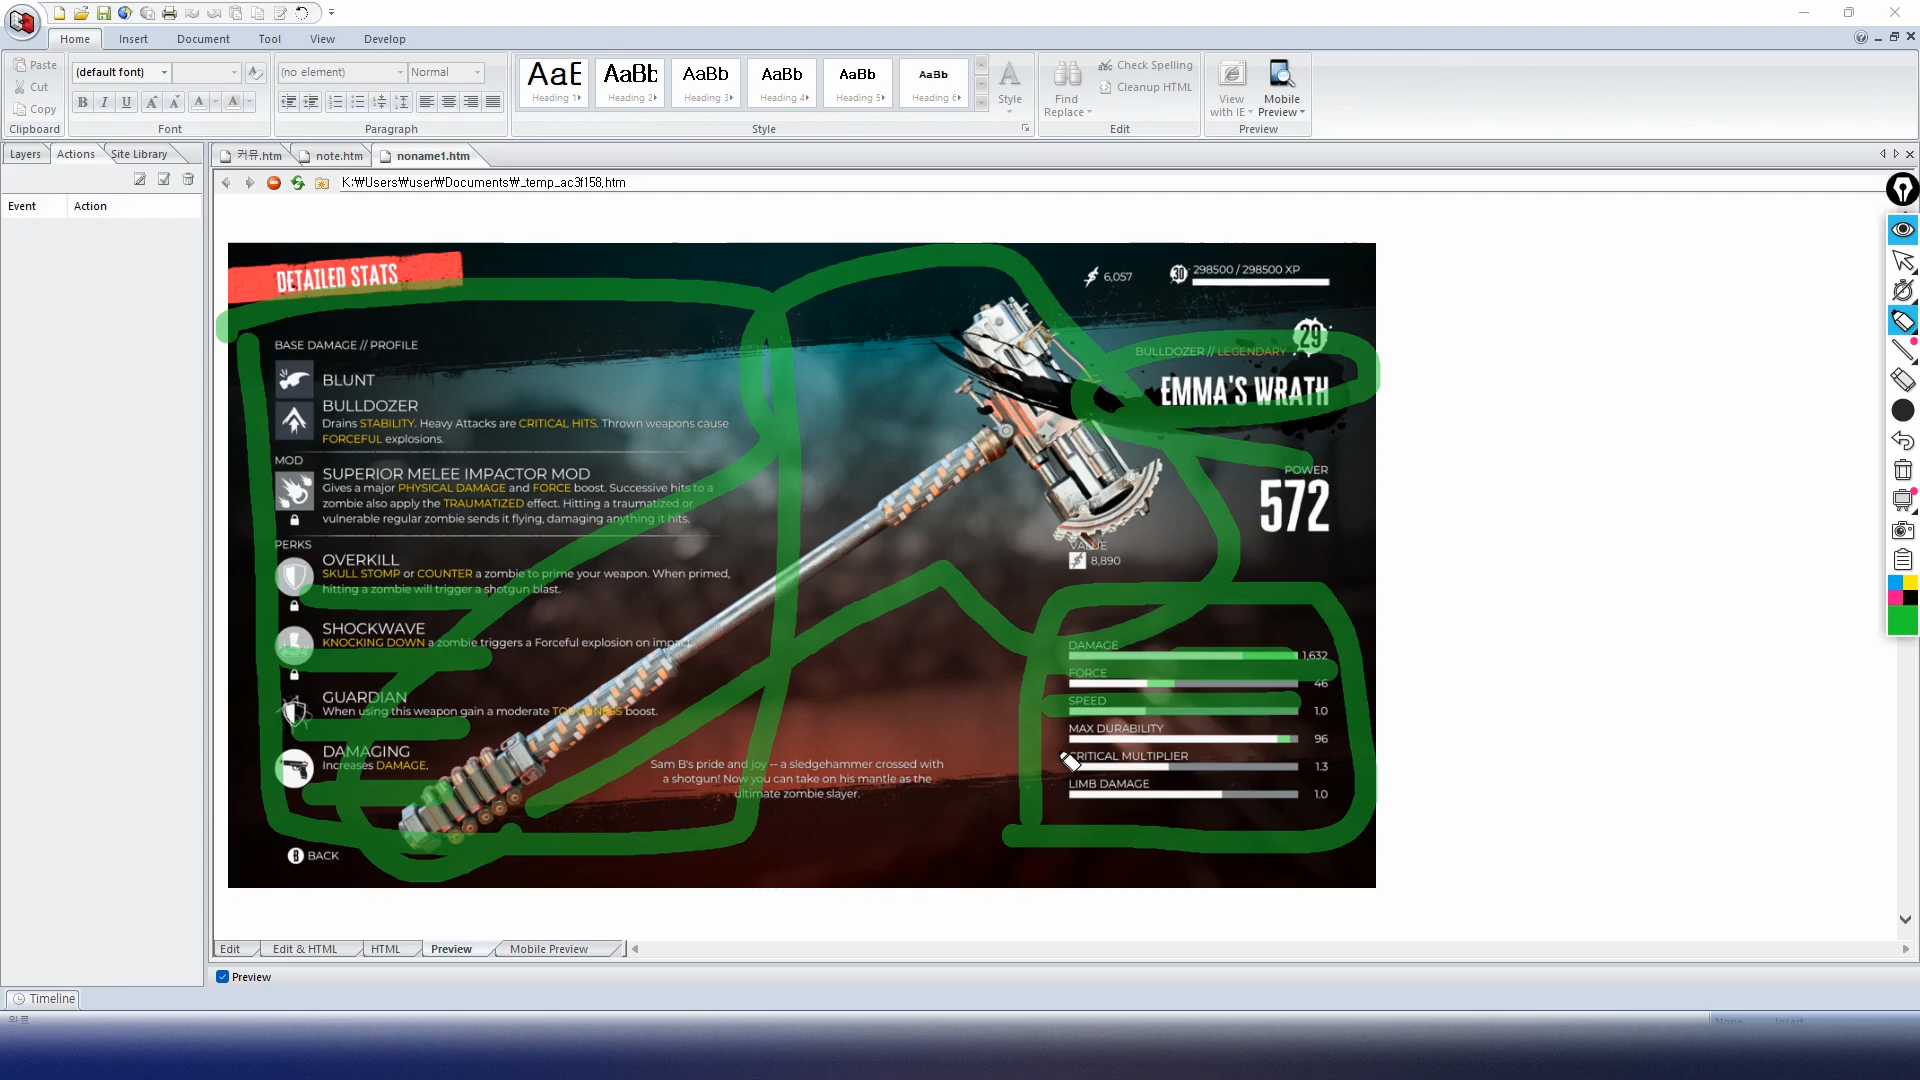 Home
Insert
Document
Tool
View
Develop
Paste
Cut
Copy
Clipboard
(default font)
B I U
Font
(no element)
Normal
Paragraph
AaE
Heading 1
AaBb
Heading 2
AaBb
Heading 3
AaBb
Heading 4
AaBb
Heading 5
AaBb
Heading 6
Style
Style
Find
Replace
Check Spelling
Cleanup HTML
Edit
View
with IE
Mobile
Preview
Preview
Layers
Actions
Site Library
Event
Action
커뮤.htm
note.htm
noname1.htm
K:₩Users₩user₩Documents₩_temp_ac3f158.htm
DETAILED STATS
6,057
30
298500 / 298500 XP
BASE DAMAGE // PROFILE
BLUNT
BULLDOZER
Drains STABILITY. Heavy Attacks are CRITICAL HITS. Thrown weapons cause
FORCEFUL explosions.
MOD
SUPERIOR MELEE IMPACTOR MOD
Gives a major PHYSICAL DAMAGE and FORCE boost. Successive hits to a
zombie also apply the TRAUMATIZED effect. Hitting a traumatized or
vulnerable regular zombie sends it flying, damaging anything it hits.
PERKS
OVERKILL
SKULL STOMP or COUNTER a zombie to prime your weapon. When primed,
hitting a zombie will trigger a shotgun blast.
SHOCKWAVE
KNOCKING DOWN a zombie triggers a Forceful explosion on impact.
GUARDIAN
When using this weapon gain a moderate TOUGHNESS boost.
DAMAGING
Increases DAMAGE.
Sam B's pride and joy -- a sledgehammer crossed with
a shotgun! Now you can take on his mantle as the
ultimate zombie slayer.
29
BULLDOZER // LEGENDARY
EMMA'S WRATH
POWER
572
VALUE
8,890
DAMAGE
1,632
FORCE
46
SPEED
1.0
MAX DURABILITY
96
CRITICAL MULTIPLIER
1.3
LIMB DAMAGE
1.0
B BACK
Edit
Edit & HTML
HTML
Preview
Mobile Preview
Preview
Timeline
완료